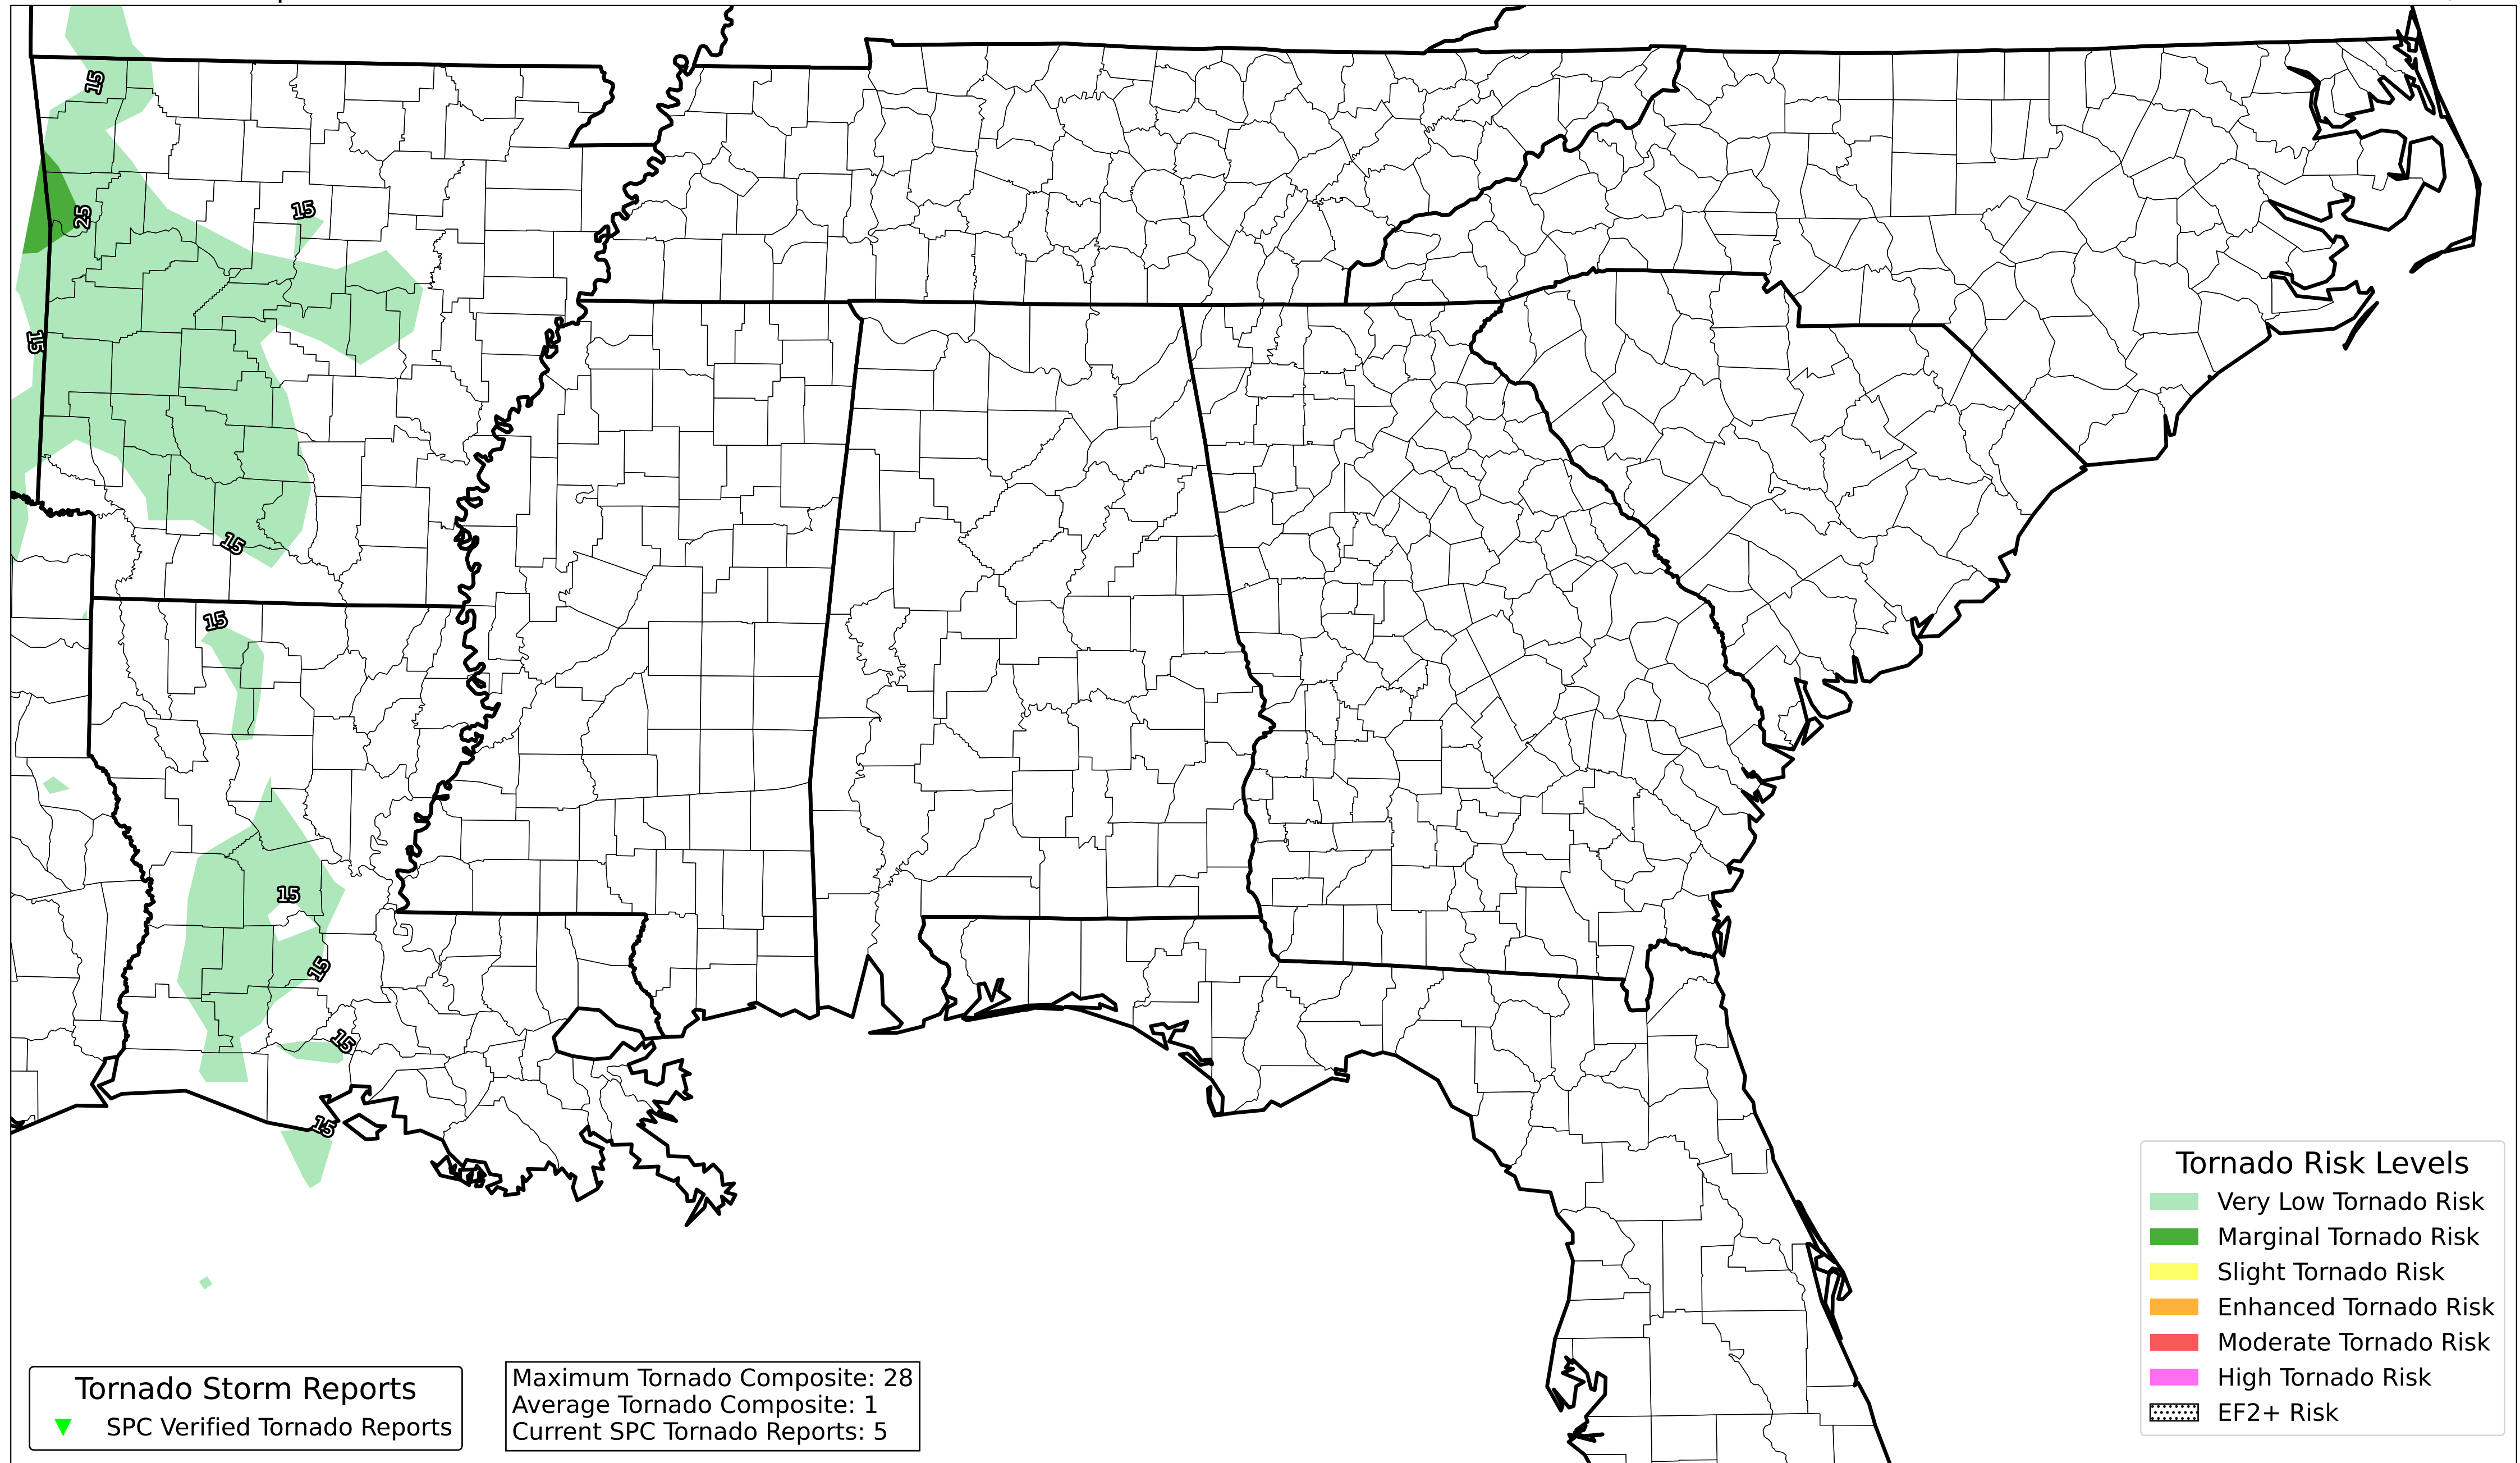 15
25
15
15
15
15
15
15
15
15
Tornado Risk Levels
Very Low Tornado Risk
Marginal Tornado Risk
Slight Tornado Risk
Enhanced Tornado Risk
Moderate Tornado Risk
High Tornado Risk
EF2+ Risk
Tornado Storm Reports
SPC Verified Tornado Reports
Maximum Tornado Composite: 28
Average Tornado Composite: 1
Current SPC Tornado Reports: 5